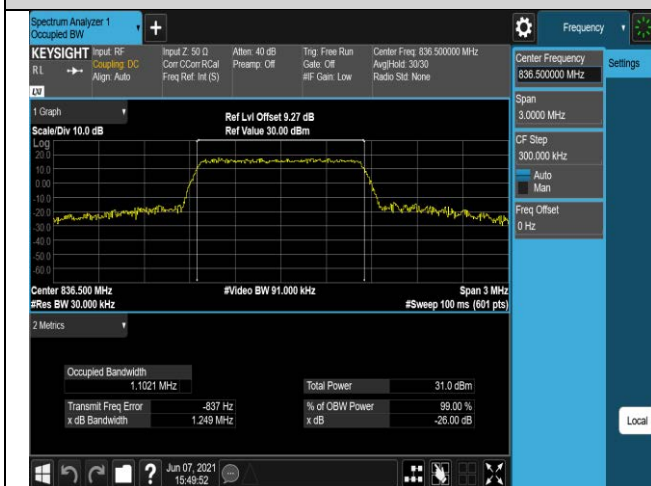 Spectrum Analyzer 1
Occupied BW
Frequency
KEYSIGHT
RL
Input: RF
Coupling: DC
Align: Auto
Input Z: 50 Ω
Corr CCorr RCal
Freq Ref: Int (S)
Atten: 40 dB
Preamp: Off
Trig: Free Run
Gate: Off
#IF Gain: Low
Center Freq: 836.500000 MHz
Avg|Hold: 30/30
Radio Std: None
LXI
Center Frequency
836.500000 MHz
Settings
Span
3.0000 MHz
CF Step
300.000 kHz
Auto
Man
Freq Offset
0 Hz
Local
1 Graph
Scale/Div 10.0 dB
Ref Lvl Offset 9.27 dB
Ref Value 30.00 dBm
Log
20.0
10.0
0.00
-10.0
-20.0
-30.0
-40.0
-50.0
-60.0
Center 836.500 MHz
#Res BW 30.000 kHz
#Video BW 91.000 kHz
Span 3 MHz
#Sweep 100 ms (601 pts)
2 Metrics
Occupied Bandwidth
1.1021 MHz
Total Power 31.0 dBm
Transmit Freq Error -837 Hz
% of OBW Power 99.00 %
x dB Bandwidth 1.249 MHz
x dB -26.00 dB
Jun 07, 2021
15:49:52